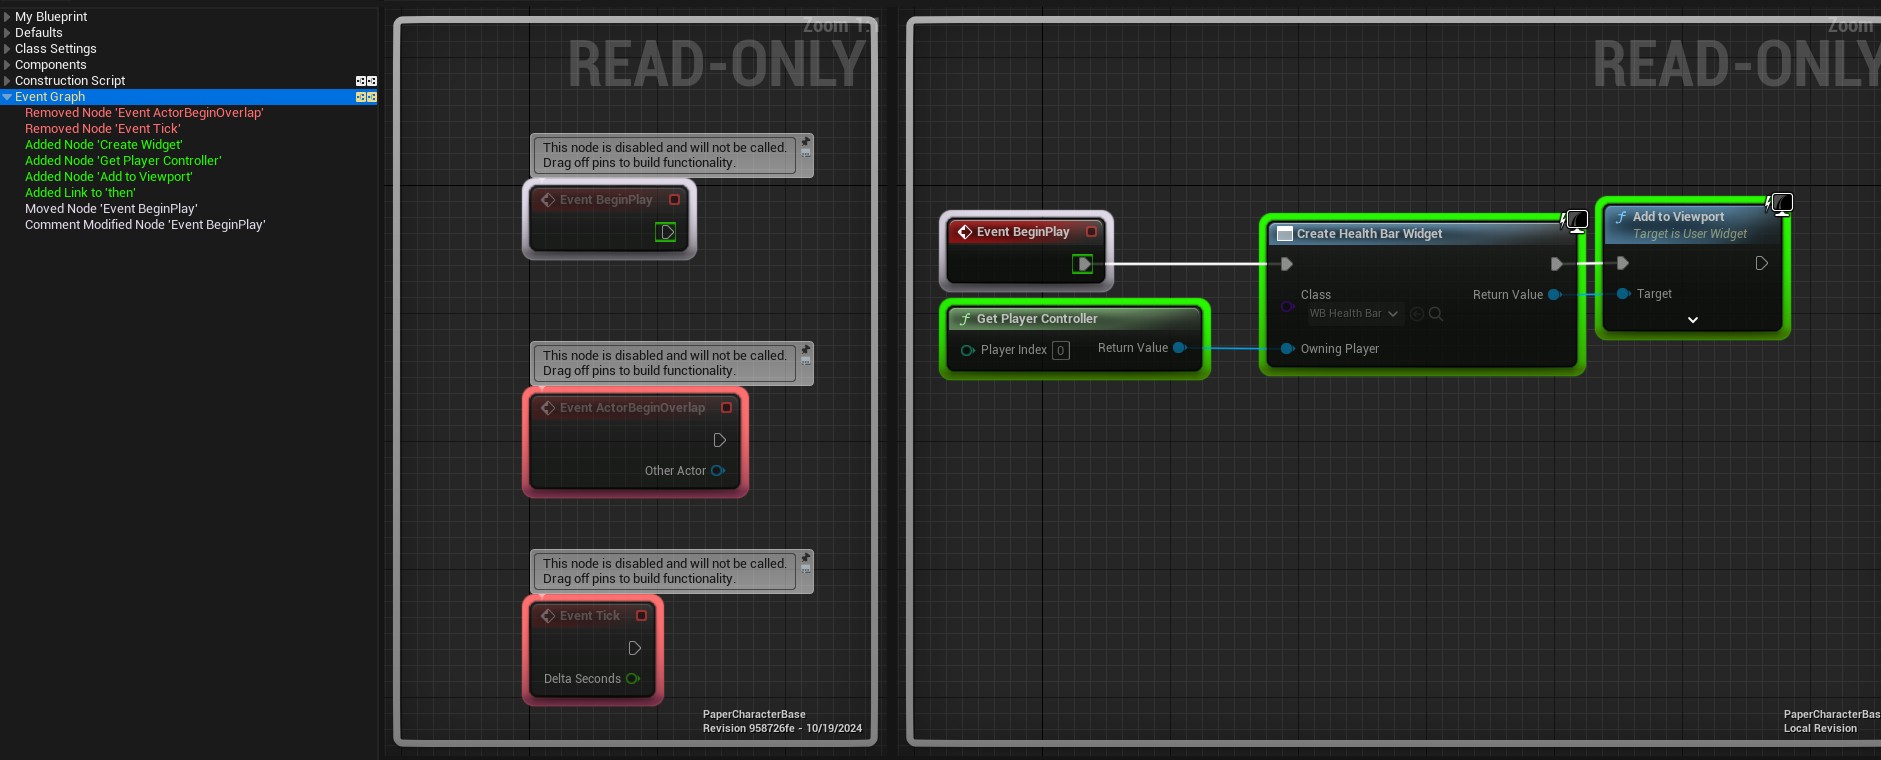 My Blueprint
Defaults
Class Settings
Components
Construction Script
Event Graph
Removed Node 'Event ActorBeginOverlap'
Removed Node 'Event Tick'
Added Node 'Create Widget'
Added Node 'Get Player Controller'
Added Node 'Add to Viewport'
Added Link to 'then'
Moved Node 'Event BeginPlay'
Comment Modified Node 'Event BeginPlay'
Zoom 1:1
READ-ONLY
This node is disabled and will not be called.
Drag off pins to build functionality.
Event BeginPlay
This node is disabled and will not be called.
Drag off pins to build functionality.
Event ActorBeginOverlap
Other Actor
This node is disabled and will not be called.
Drag off pins to build functionality.
Event Tick
Delta Seconds
PaperCharacterBase
Revision 958726fe - 10/19/2024
Zoom
READ-ONLY
Event BeginPlay
Get Player Controller
Player Index 0
Return Value
Create Health Bar Widget
Class
WB Health Bar
Return Value
Owning Player
Add to Viewport
Target is User Widget
Target
PaperCharacterBas
Local Revision